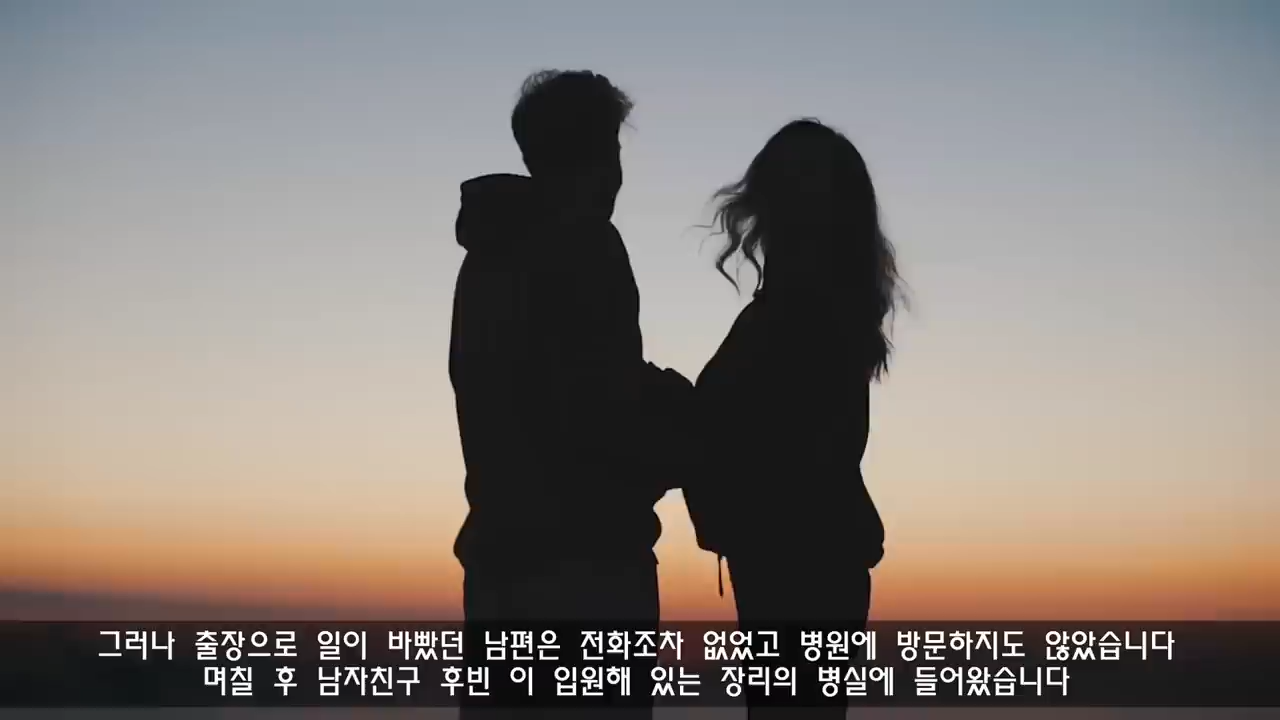 그러나 출장으로 일이 바빴던 남편은 전화조차 없었고 병원에 방문하지도 않았습니다
며칠 후 남자친구 후빈 이 입원해 있는 장리의 병실에 들어왔습니다